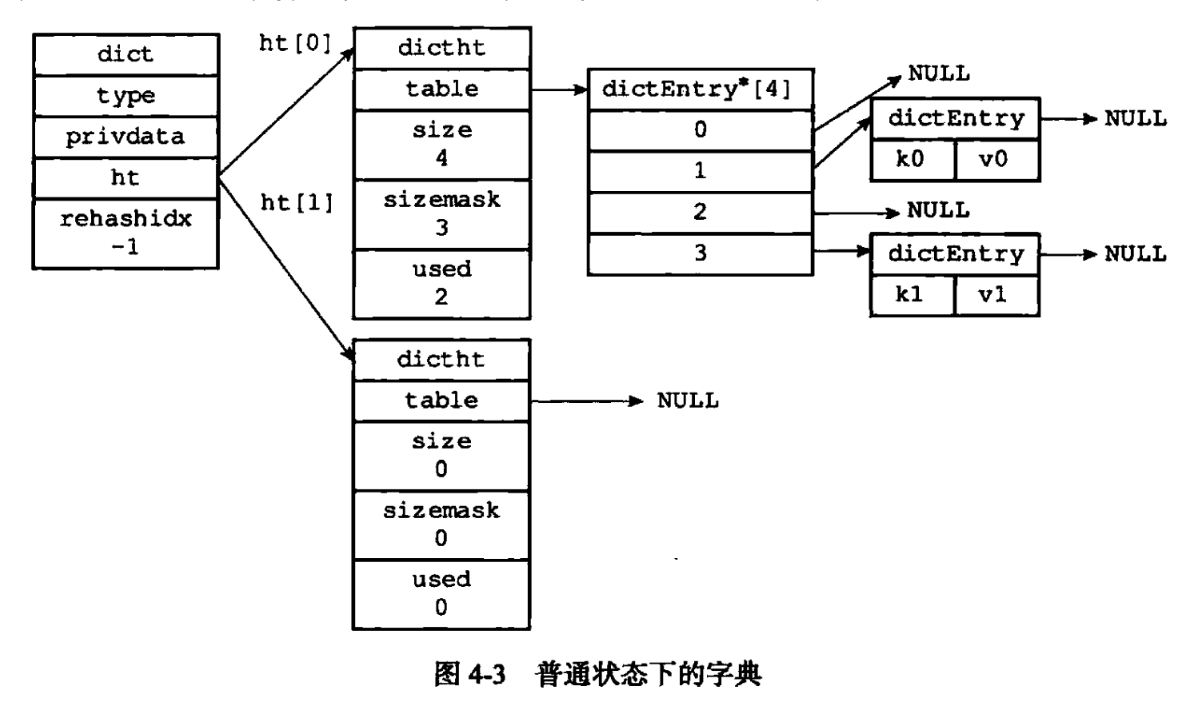 dict
type
privdata
ht
rehashidx
-1
ht[0]
ht[1]
dictht
table
size
4
sizemask
3
used
2
dictEntry*[4]
0
1
2
3
NULL
dictEntry
k0 v0
NULL
NULL
dictEntry
k1 v1
NULL
dictht
table
NULL
size
0
sizemask
0
used
0
图 4-3 普通状态下的字典